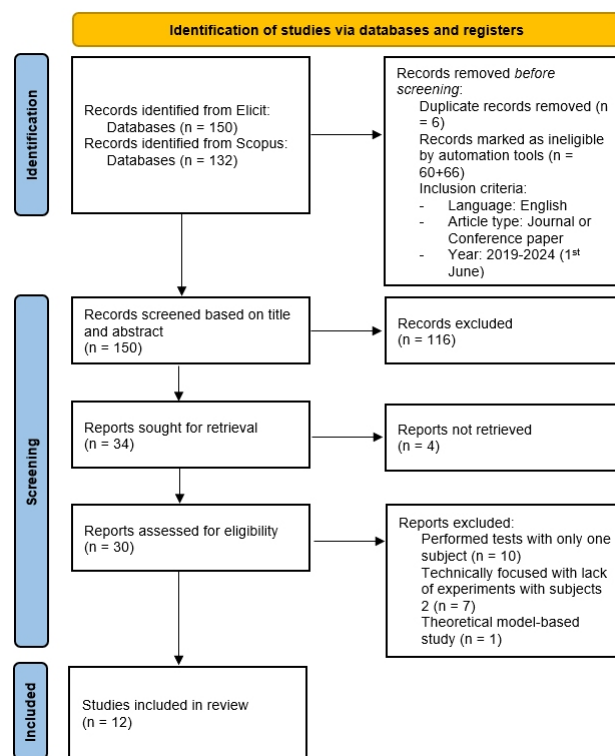 Identification of studies via databases and registers
Identification
Records identified from Elicit:
Databases (n = 150)
Records identified from Scopus:
Databases (n = 132)
Records removed before
screening:
Duplicate records removed (n
= 6)
Records marked as ineligible
by automation tools (n =
60+66)
Inclusion criteria:
- Language: English
- Article type: Journal or
Conference paper
- Year: 2019-2024 (1st
June)
Screening
Records screened based on title
and abstract
(n = 150)
Records excluded
(n = 116)
Reports sought for retrieval
(n = 34)
Reports not retrieved
(n = 4)
Reports assessed for eligibility
(n = 30)
Reports excluded:
Performed tests with only one
subject (n = 10)
Technically focused with lack
of experiments with subjects
2 (n = 7)
Theoretical model-based
study (n = 1)
Included
Studies included in review
(n = 12)